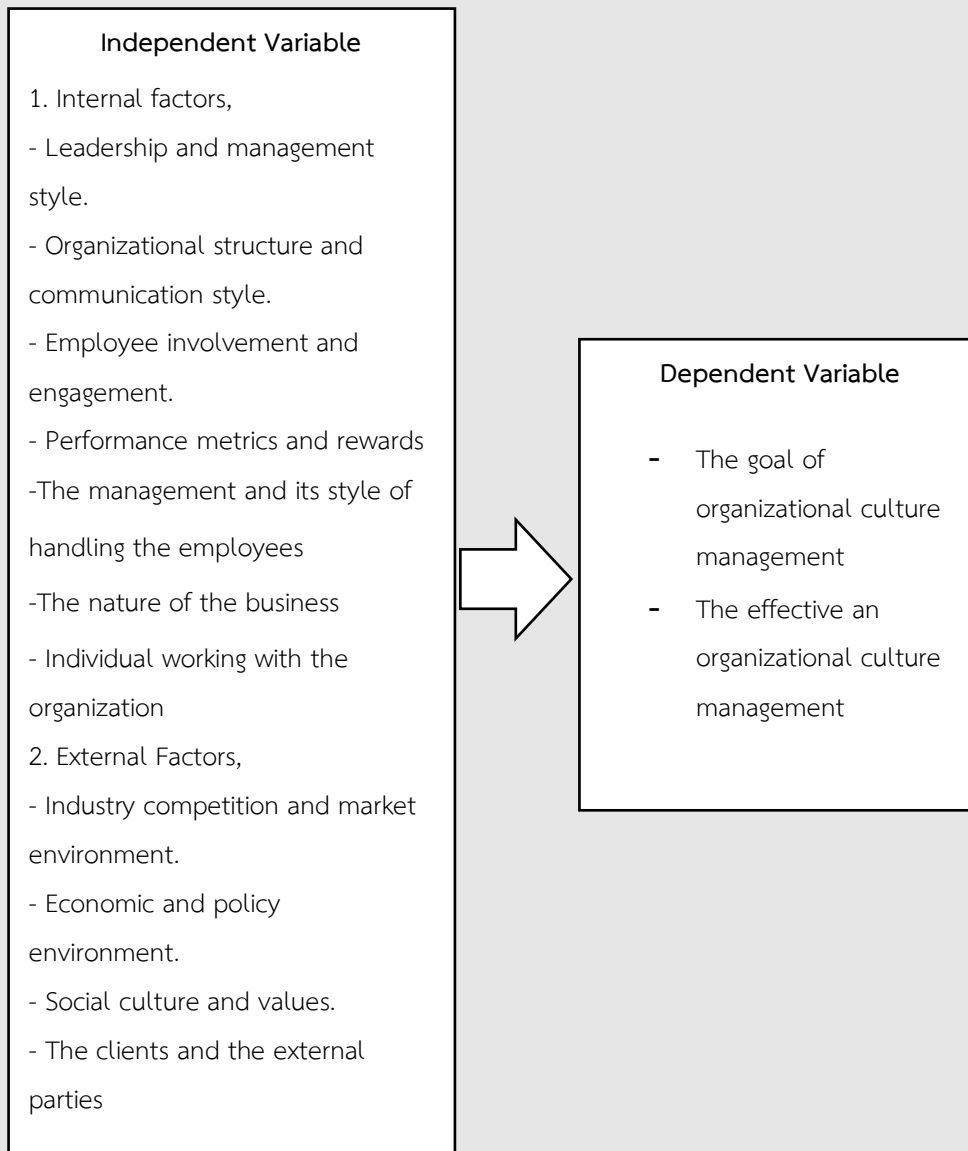 Independent Variable
1. Internal factors,
- Leadership and management
style.
- Organizational structure and
communication style.
- Employee involvement and
engagement.
- Performance metrics and rewards
-The management and its style of
handling the employees
-The nature of the business
- Individual working with the
organization
2. External Factors,
- Industry competition and market
environment.
- Economic and policy
environment.
- Social culture and values.
- The clients and the external
parties
Dependent Variable
- The goal of
organizational culture
management
- The effective an
organizational culture
management